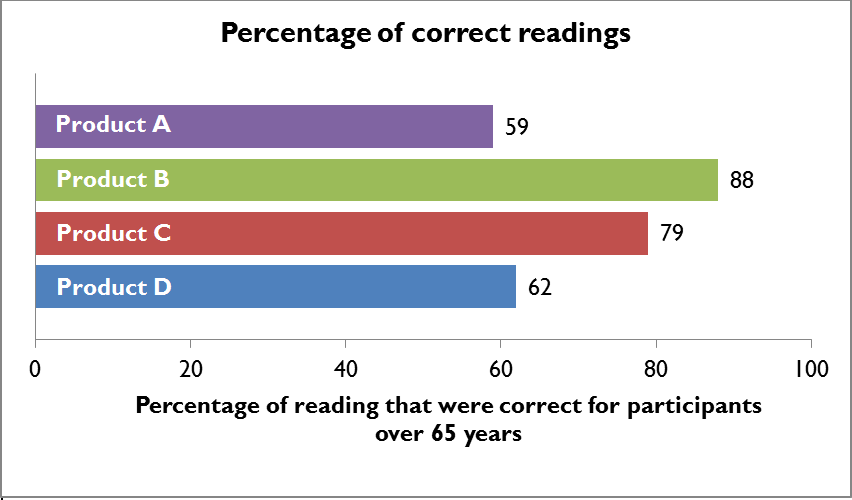 Percentage of correct readings
Product A 59
Product B 88
Product C 79
Product D 62
0 20 40 60 80 100
Percentage of reading that were correct for participants
over 65 years